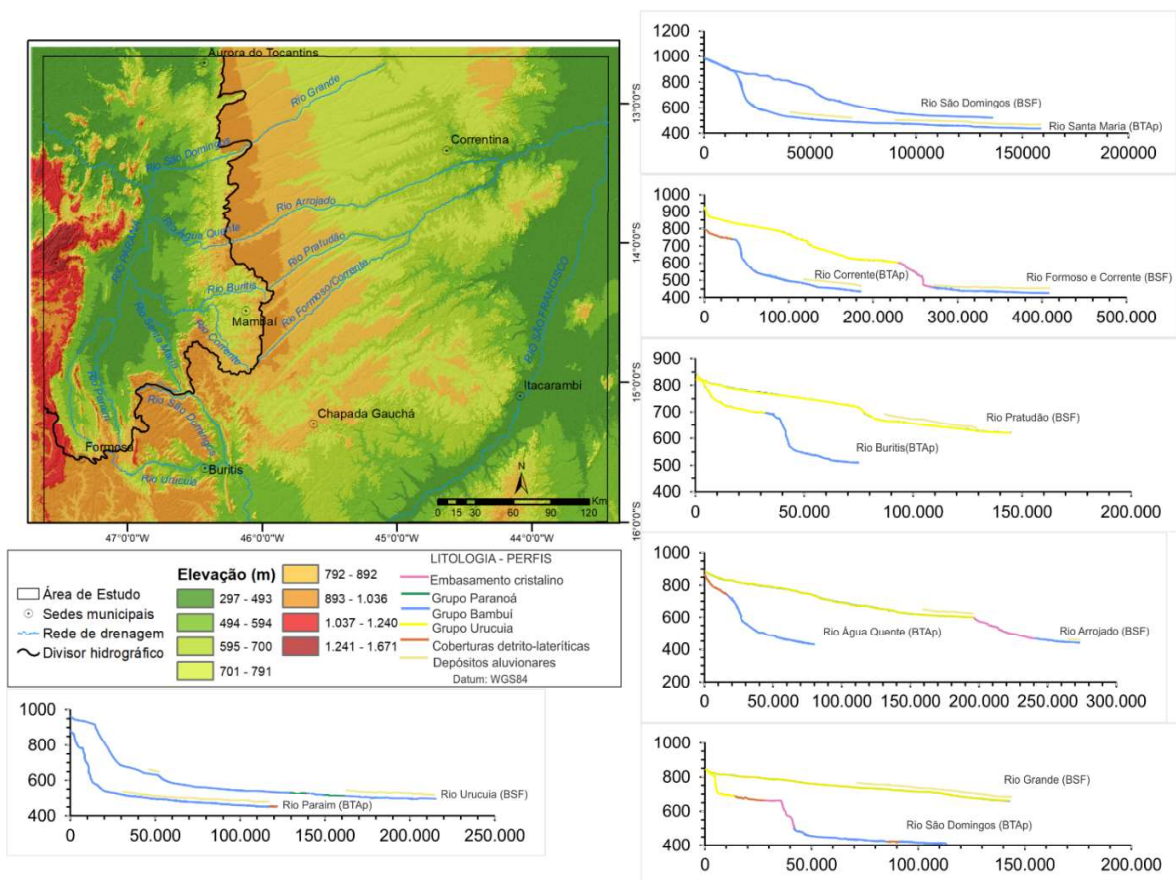 Aurora do Tocantins
Rio Grande
13°0'0"S
Rio São Domingos
Correntina
Rio Arrojado
Rio Água Quente
14°0'0"S
RIO PARANÃ
Rio Pratudão
Rio Buritis
Rio Formoso/Corrente
Mambaí
RIO SÃO FRANCISCO
Rio Santa Maria
Rio Corrente
15°0'0"S
Itacarambi
Rio Paraim
Rio São Domingos
Chapada Gauchá
Formosa
Buritis
Rio Urucuia
N
Km
0 15 30 60 90 120
16°0'0"S
47°0'0"W 46°0'0"W 45°0'0"W 44°0'0"W
Área de Estudo
Sedes municipais
Rede de drenagem
Divisor hidrográfico
Elevação (m)
297 - 493
494 - 594
595 - 700
701 - 791
792 - 892
893 - 1.036
1.037 - 1.240
1.241 - 1.671
LITOLOGIA - PERFIS
Embasamento cristalino
Grupo Paranoá
Grupo Bambuí
Grupo Urucuia
Coberturas detrito-lateríticas
Depósitos aluvionares
Datum: WGS84
1000
800
600
400
Rio Urucuia (BSF)
Rio Paraim (BTAp)
0 50.000 100.000 150.000 200.000 250.000
1200
1000
800
600
400
Rio São Domingos (BSF)
Rio Santa Maria (BTAp)
0 50000 100000 150000 200000
1000
900
800
700
600
500
400
Rio Corrente(BTAp)
Rio Formoso e Corrente (BSF)
0 100.000 200.000 300.000 400.000 500.000
900
800
700
600
500
400
Rio Pratudão (BSF)
Rio Buritis(BTAp)
0 50.000 100.000 150.000 200.000
1000
800
600
400
200
Rio Água Quente (BTAp)
Rio Arrojado (BSF)
0 50.000 100.000 150.000 200.000 250.000 300.000
1000
800
600
400
Rio Grande (BSF)
Rio São Domingos (BTAp)
0 50.000 100.000 150.000 200.000